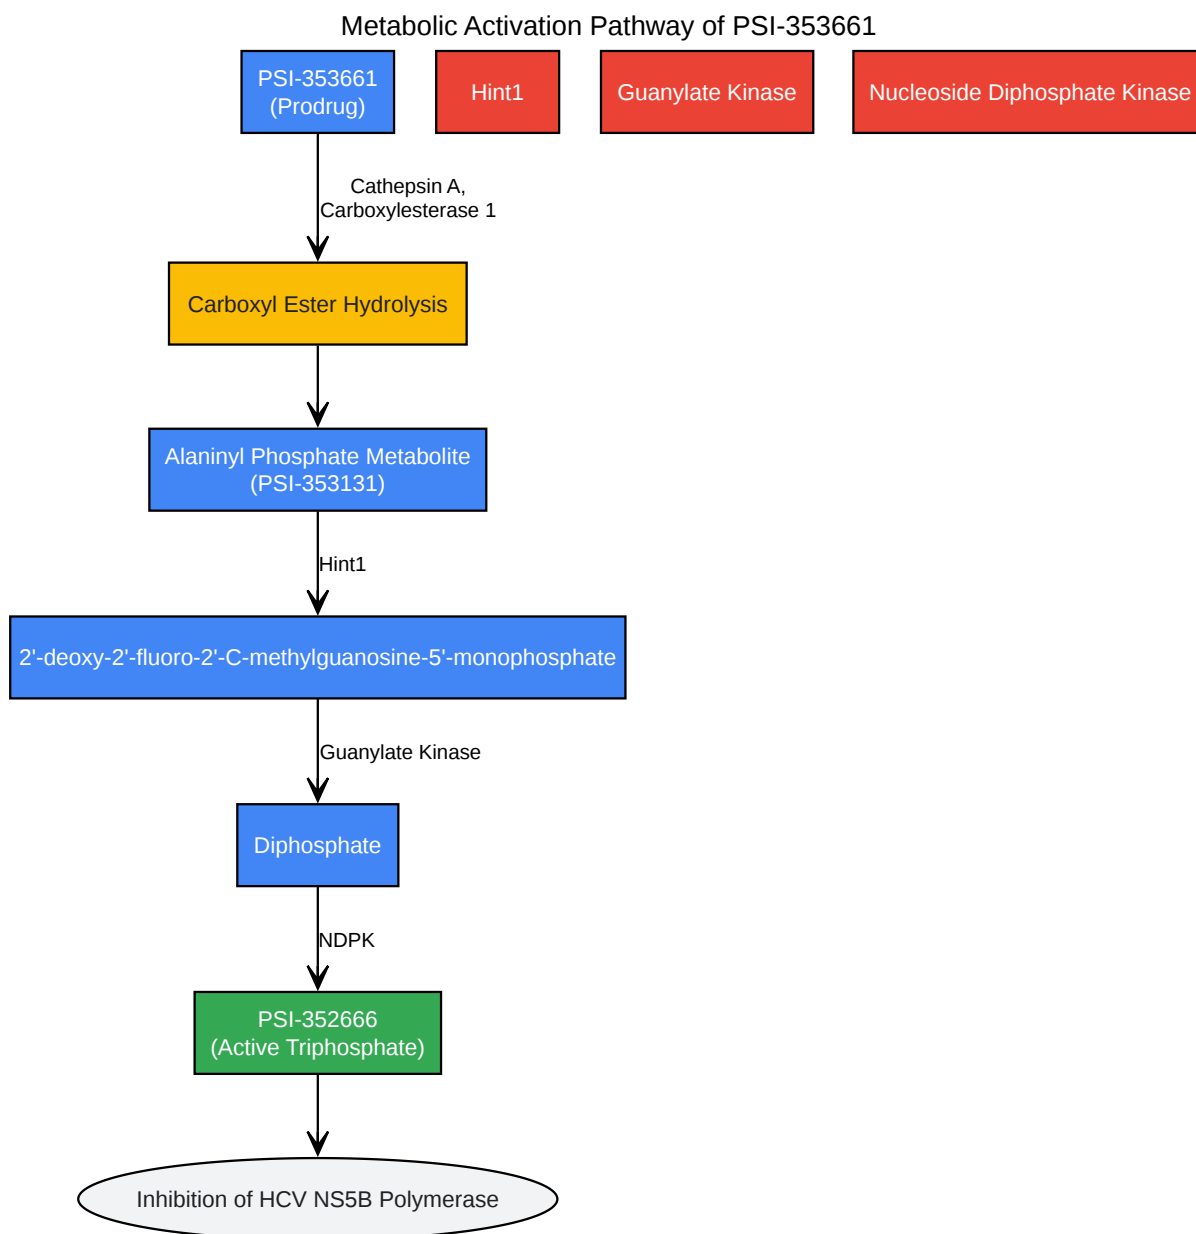 Metabolic Activation Pathway of PSI-353661
PSI-353661
(Prodrug)
Hint1
Guanylate Kinase
Nucleoside Diphosphate Kinase
Cathepsin A,
Carboxylesterase 1
Carboxyl Ester Hydrolysis
Alaninyl Phosphate Metabolite
(PSI-353131)
Hint1
2'-deoxy-2'-fluoro-2'-C-methylguanosine-5'-monophosphate
Guanylate Kinase
Diphosphate
NDPK
PSI-352666
(Active Triphosphate)
Inhibition of HCV NS5B Polymerase